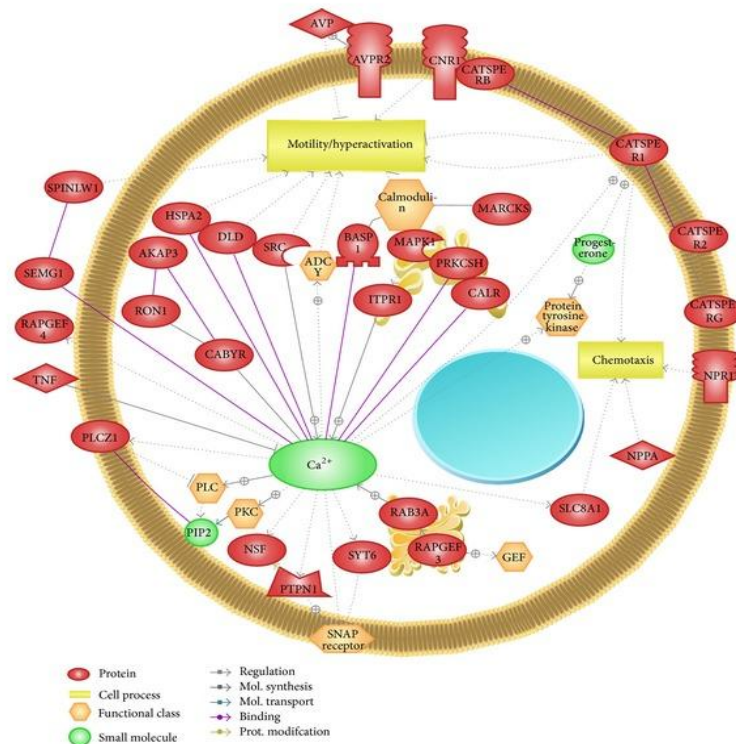 AVP
AVPR2
CNR1
CATSPE
RB
Motility/hyperactivation
CATSPE
R1
SPINLW1
HSPA2
DLD
SRC
AKAP3
ADC
Y
BASP
1
Calmoduli-
n
MARCKS
MAPK1
PRKCSH
CALR
ITPR1
Progest-
erone
CATSPE
R2
SEMG1
RAPGEF
4
RON1
CABYR
Protein
tyrosine
kinase
CATSPE
RG
Chemotaxis
NPR1
TNF
PLCZ1
Ca2+
NPPA
PLC
PKC
PIP2
NSF
PTPN1
SYT6
RAB3A
RAPGEF
3
GEF
SLC8A1
SNAP
receptor
Protein
Cell process
Functional class
Small molecule
Regulation
Mol. synthesis
Mol. transport
Binding
Prot. modifcation